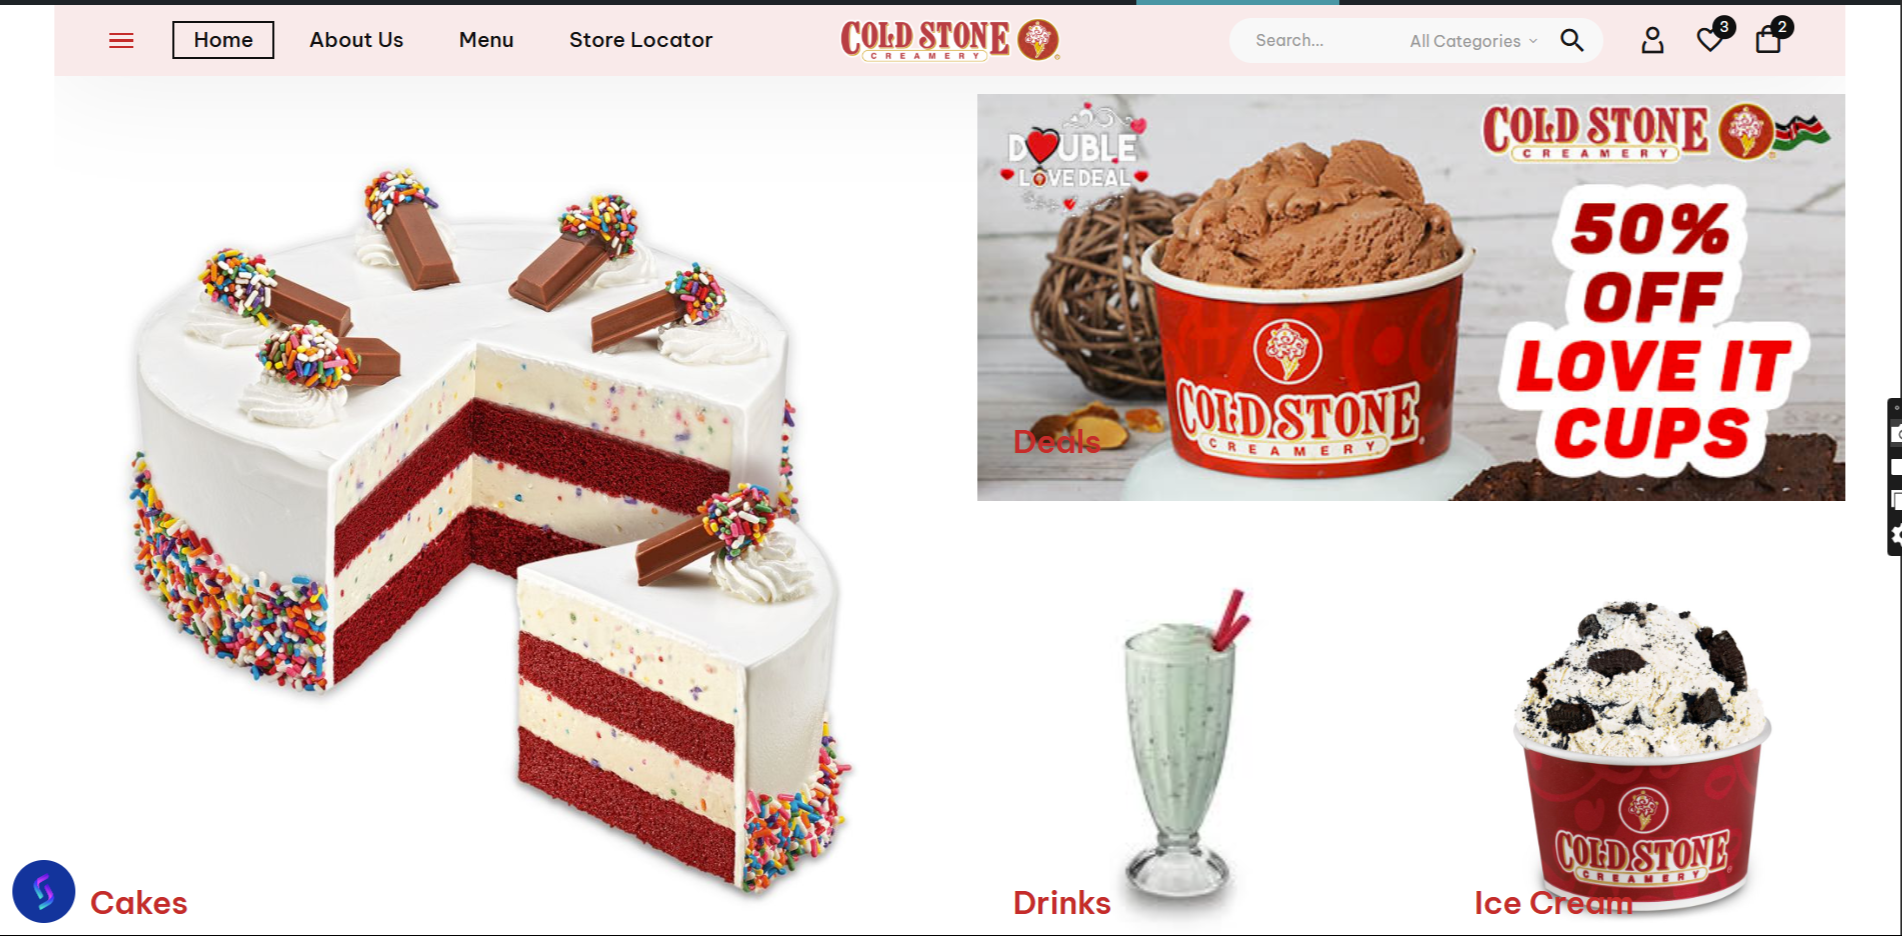 Home
About Us
Menu
Store Locator
COLD STONE
CREAMERY
Search...
All Categories
3
2
DOUBLE
LOVE DEAL
COLD STONE
CREAMERY
50%
OFF
LOVE IT
CUPS
COLD STONE
CREAMERY
Deals
COLD STONE
CREAMERY
Cakes
Drinks
Ice Cream